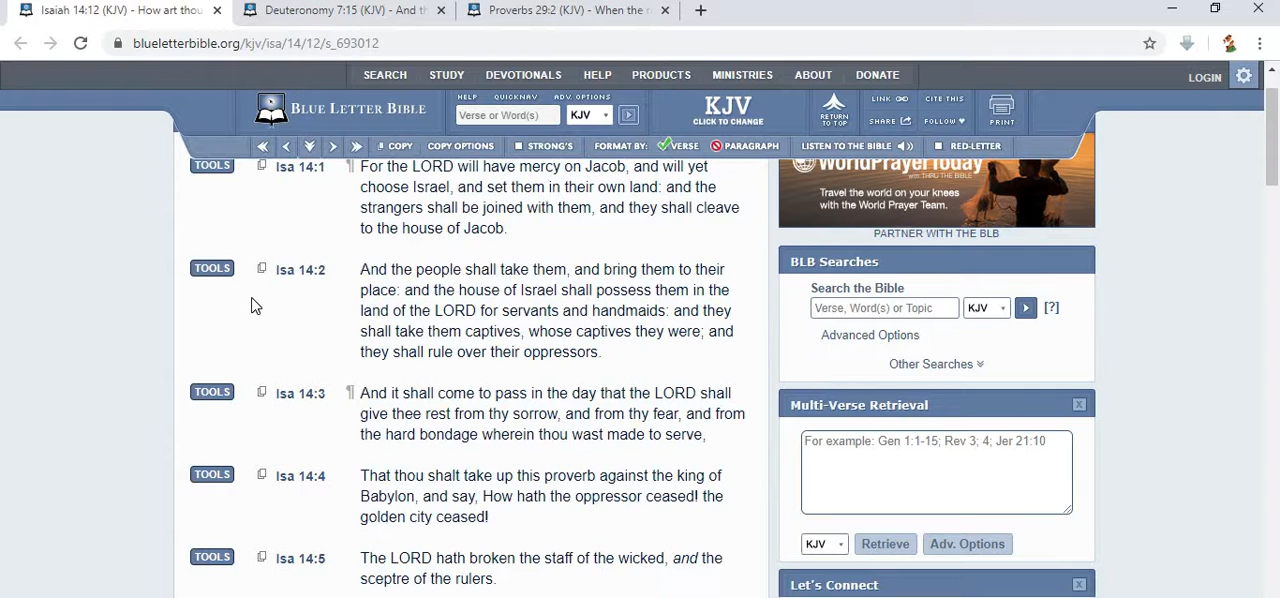 Isaiah 14:12 (KJV) - How art thou
Deuteronomy 7:15 (KJV) - And th
Proverbs 29:2 (KJV) - When the r
blueletterbible.org/kjv/isa/14/12/s_693012
SEARCH STUDY DEVOTIONALS HELP PRODUCTS MINISTRIES ABOUT DONATE
LOGIN
BLUE LETTER BIBLE
HELP QUICKNAV ADV. OPTIONS
Verse or Word(s) KJV
KJV
CLICK TO CHANGE
RETURN
TO TOP
LINK CITE THIS
SHARE FOLLOW
PRINT
COPY COPY OPTIONS STRONG'S FORMAT BY: VERSE PARAGRAPH LISTEN TO THE BIBLE RED-LETTER
TOOLS Isa 14:1 ¶ For the LORD will have mercy on Jacob, and will yet
choose Israel, and set them in their own land: and the
strangers shall be joined with them, and they shall cleave
to the house of Jacob.
TOOLS Isa 14:2 And the people shall take them, and bring them to their
place: and the house of Israel shall possess them in the
land of the LORD for servants and handmaids: and they
shall take them captives, whose captives they were; and
they shall rule over their oppressors.
TOOLS Isa 14:3 ¶ And it shall come to pass in the day that the LORD shall
give thee rest from thy sorrow, and from thy fear, and from
the hard bondage wherein thou wast made to serve,
TOOLS Isa 14:4 That thou shalt take up this proverb against the king of
Babylon, and say, How hath the oppressor ceased! the
golden city ceased!
TOOLS Isa 14:5 The LORD hath broken the staff of the wicked, and the
sceptre of the rulers.
WorldPrayerToday
with THRU the BIBLE
Travel the world on your knees
with the World Prayer Team.
PARTNER WITH THE BLB
BLB Searches
Search the Bible
Verse, Word(s) or Topic KJV [?]
Advanced Options
Other Searches
Multi-Verse Retrieval X
For example: Gen 1:1-15; Rev 3; 4; Jer 21:10
KJV Retrieve Adv. Options
Let's Connect X